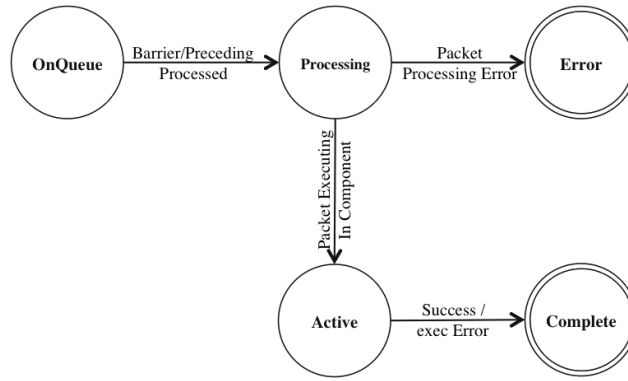 OnQueue
Barrier/Preceding
Processed
Processing
Packet
Processing Error
Error
Packet Executing
In Component
Active
Success /
exec Error
Complete